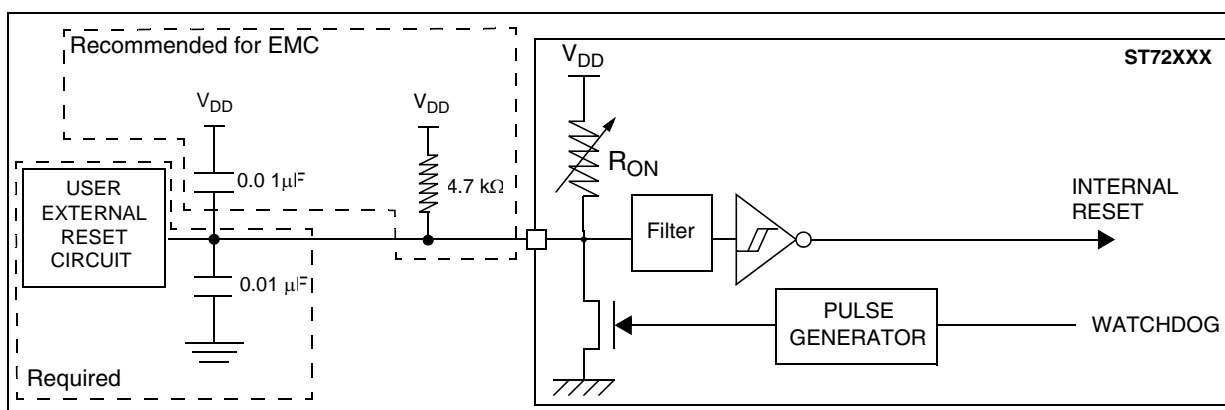 Recommended for EMC
V_DD
V_DD
0.0 1μF
4.7 kΩ
USER
EXTERNAL
RESET
CIRCUIT
0.01 μF
Required
ST72XXX
V_DD
R_ON
Filter
INTERNAL
RESET
PULSE
GENERATOR
WATCHDOG